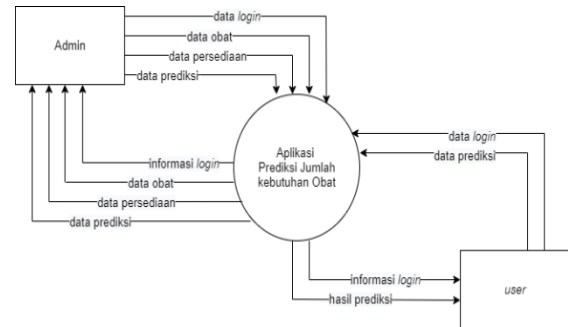 data login
Admin
data obat
data persediaan
data prediksi
Aplikasi
Prediksi Jumlah
kebutuhan Obat
data login
data prediksi
informasi login
data obat
data persediaan
data prediksi
informasi login
hasil prediksi
user